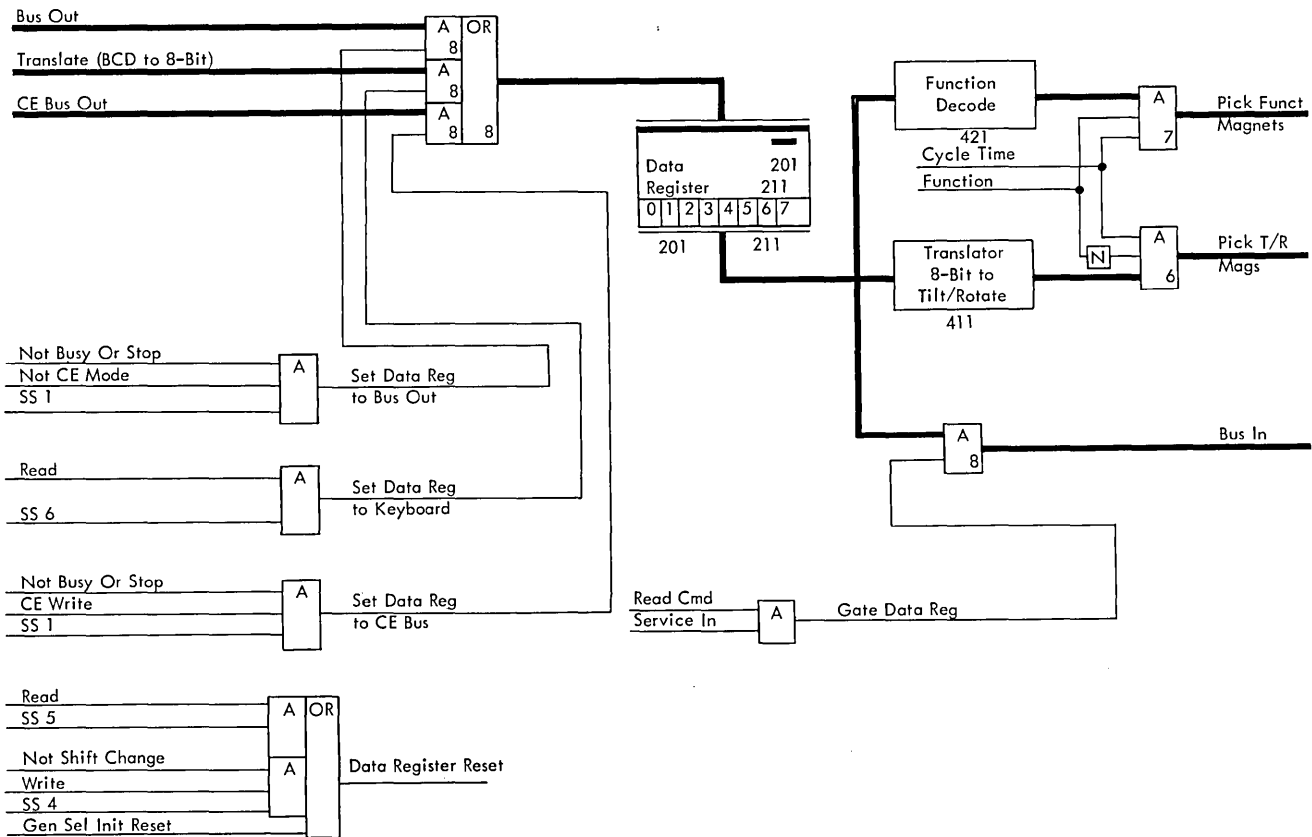 Bus Out
A
OR
8
Translate (BCD to 8-Bit)
A
8
CE Bus Out
A
8
8
Data
Register
201
211
0 1 2 3 4 5 6 7
201
211
Function
Decode
421
Cycle Time
Function
A
7
Pick Funct
Magnets
N
A
6
Pick T/R
Mags
Translator
8-Bit to
Tilt/Rotate
411
Not Busy Or Stop
Not CE Mode
SS 1
A
Set Data Reg
to Bus Out
A
8
Bus In
Read
SS 6
A
Set Data Reg
to Keyboard
Not Busy Or Stop
CE Write
SS 1
A
Set Data Reg
to CE Bus
Read Cmd
Service In
A
Gate Data Reg
Read
SS 5
A
OR
Not Shift Change
Write
SS 4
A
Data Register Reset
Gen Sel Init Reset